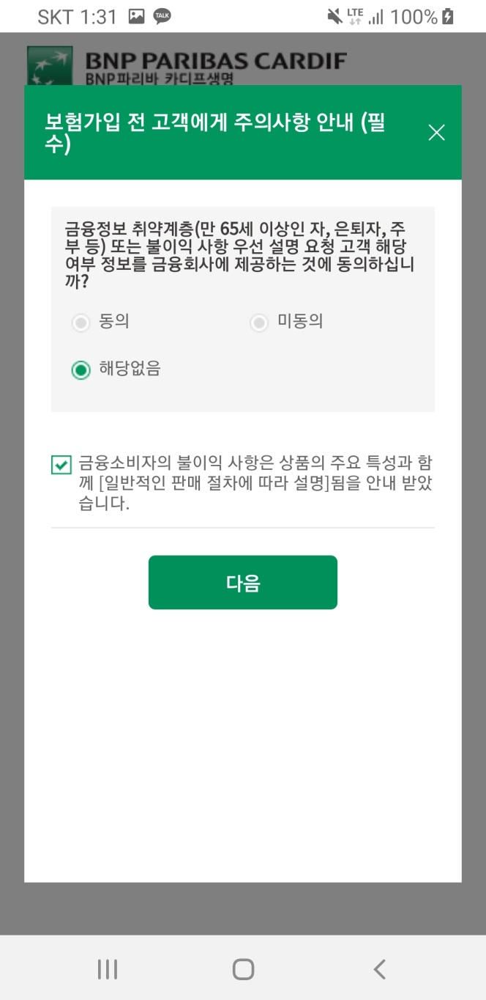 SKT 1:31 TALK LTE 100%
BNP PARIBAS CARDIF
BNP파리바 카디프생명
보험가입 전 고객에게 주의사항 안내 (필
수)
금융정보 취약계층(만 65세 이상인 자, 은퇴자, 주
부 등) 또는 불이익 사항 우선 설명 요청 고객 해당
여부 정보를 금융회사에 제공하는 것에 동의하십니
까?
동의 미동의
해당없음
금융소비자의 불이익 사항은 상품의 주요 특성과 함
께 [일반적인 판매 절차에 따라 설명]됨을 안내 받았
습니다.
다음